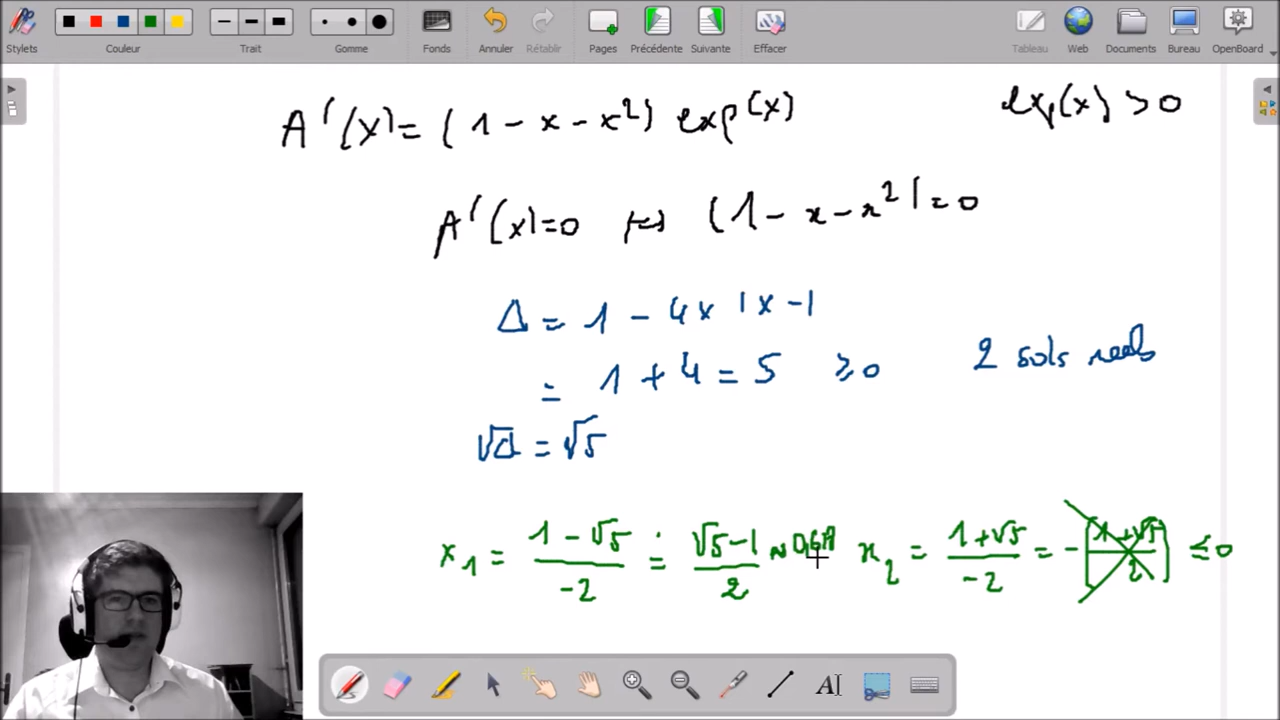 Stylets Couleur Trait Gomme Fonds Annuler Rétablir Pages Précédente Suivante Effacer Tableau Web Documents Bureau OpenBoard
A'(x) = (1 - x - x²) exp(x) exp(x) > 0
A'(x) = 0 ⟺ (1 - x - x²) = 0
Δ = 1 - 4 x 1 x -1
= 1 + 4 = 5 ≥ 0 2 sols reels
√Δ = √5
x₁ = (1 - √5)/-2 = (√5 - 1)/2 ≈ 0,618 x₂ = (1 + √5)/-2 = -[(1 + √5)/2] ≤ 0
AI